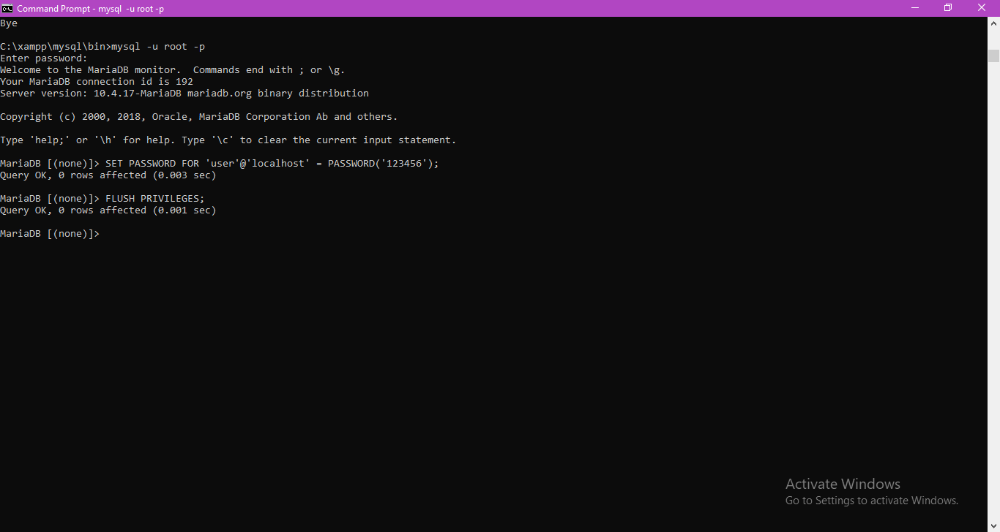 Command Prompt - mysql -u root -p
Bye
C:\xampp\mysql\bin>mysql -u root -p
Enter password:
Welcome to the MariaDB monitor.  Commands end with ; or \g.
Your MariaDB connection id is 192
Server version: 10.4.17-MariaDB mariadb.org binary distribution
Copyright (c) 2000, 2018, Oracle, MariaDB Corporation Ab and others.
Type 'help;' or '\h' for help. Type '\c' to clear the current input statement.
MariaDB [(none)]> SET PASSWORD FOR 'user'@'localhost' = PASSWORD('123456');
Query OK, 0 rows affected (0.003 sec)
MariaDB [(none)]> FLUSH PRIVILEGES;
Query OK, 0 rows affected (0.001 sec)
MariaDB [(none)]>
Activate Windows
Go to Settings to activate Windows.